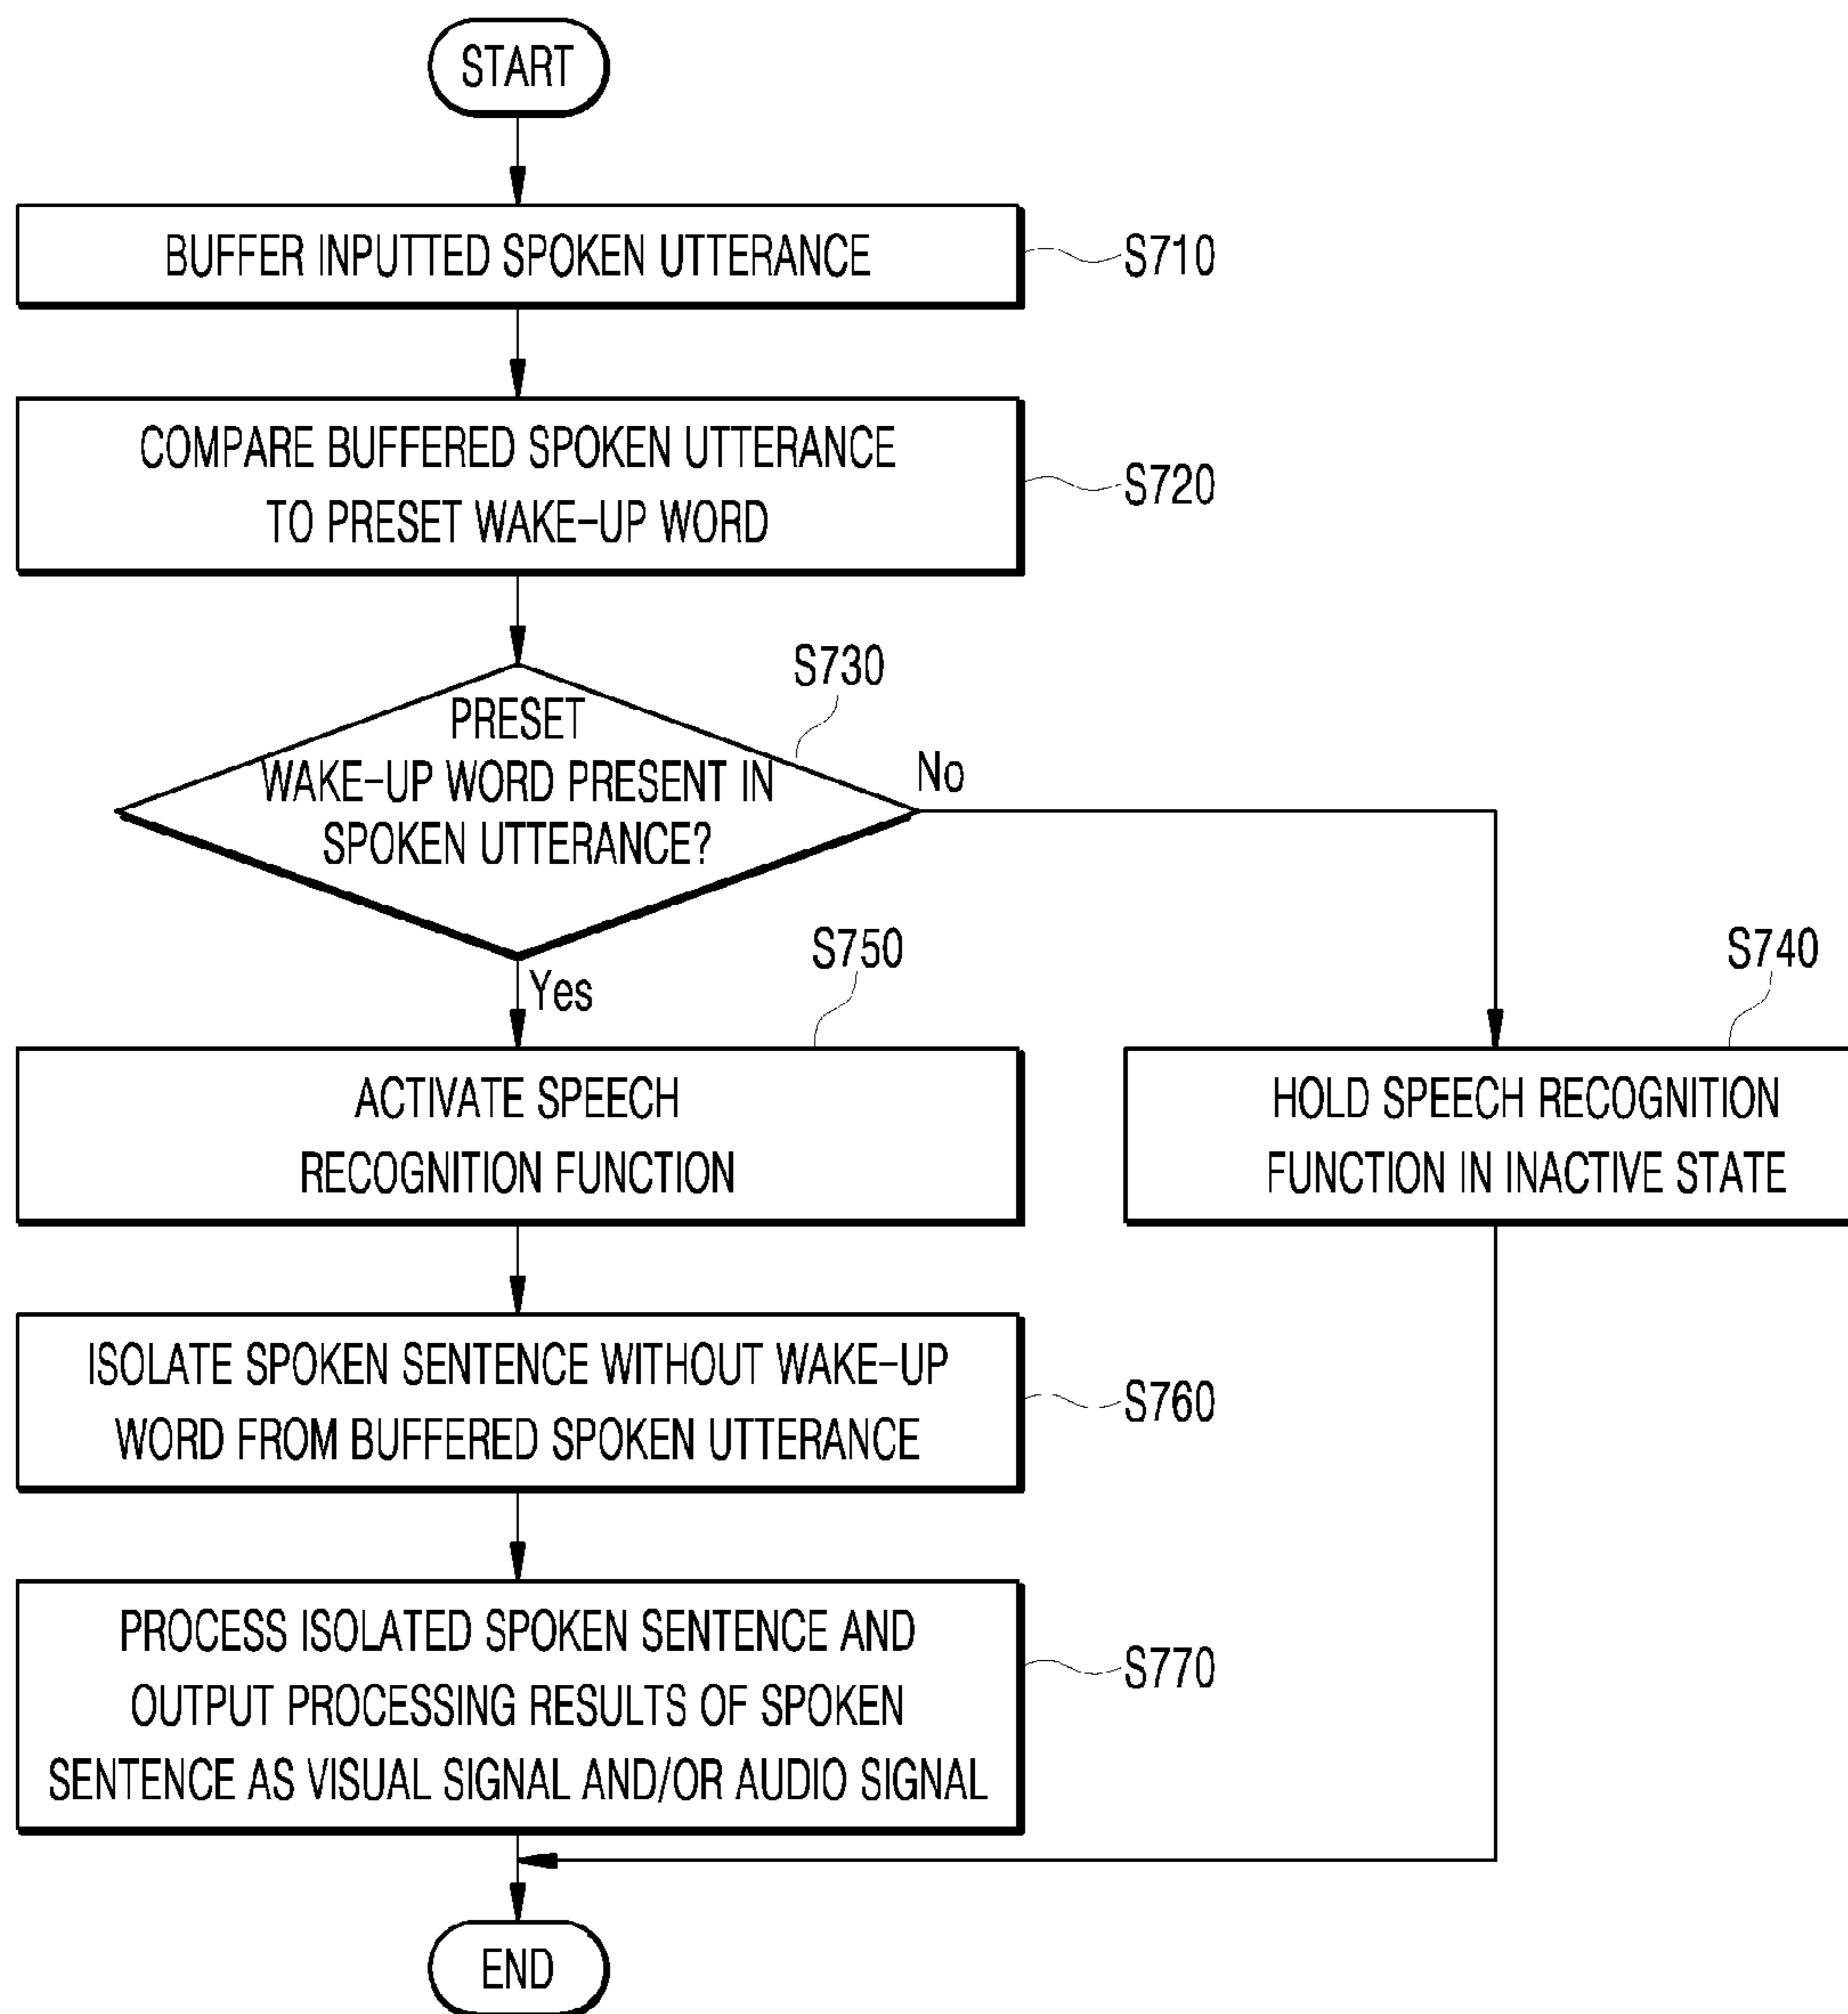 START
BUFFER INPUTTED SPOKEN UTTERANCE
S710
COMPARE BUFFERED SPOKEN UTTERANCE
TO PRESET WAKE-UP WORD
S720
S730
PRESET
WAKE-UP WORD PRESENT IN
SPOKEN UTTERANCE?
No
Yes
S750
ACTIVATE SPEECH
RECOGNITION FUNCTION
S740
HOLD SPEECH RECOGNITION
FUNCTION IN INACTIVE STATE
ISOLATE SPOKEN SENTENCE WITHOUT WAKE-UP
WORD FROM BUFFERED SPOKEN UTTERANCE
S760
PROCESS ISOLATED SPOKEN SENTENCE AND
OUTPUT PROCESSING RESULTS OF SPOKEN
SENTENCE AS VISUAL SIGNAL AND/OR AUDIO SIGNAL
S770
END